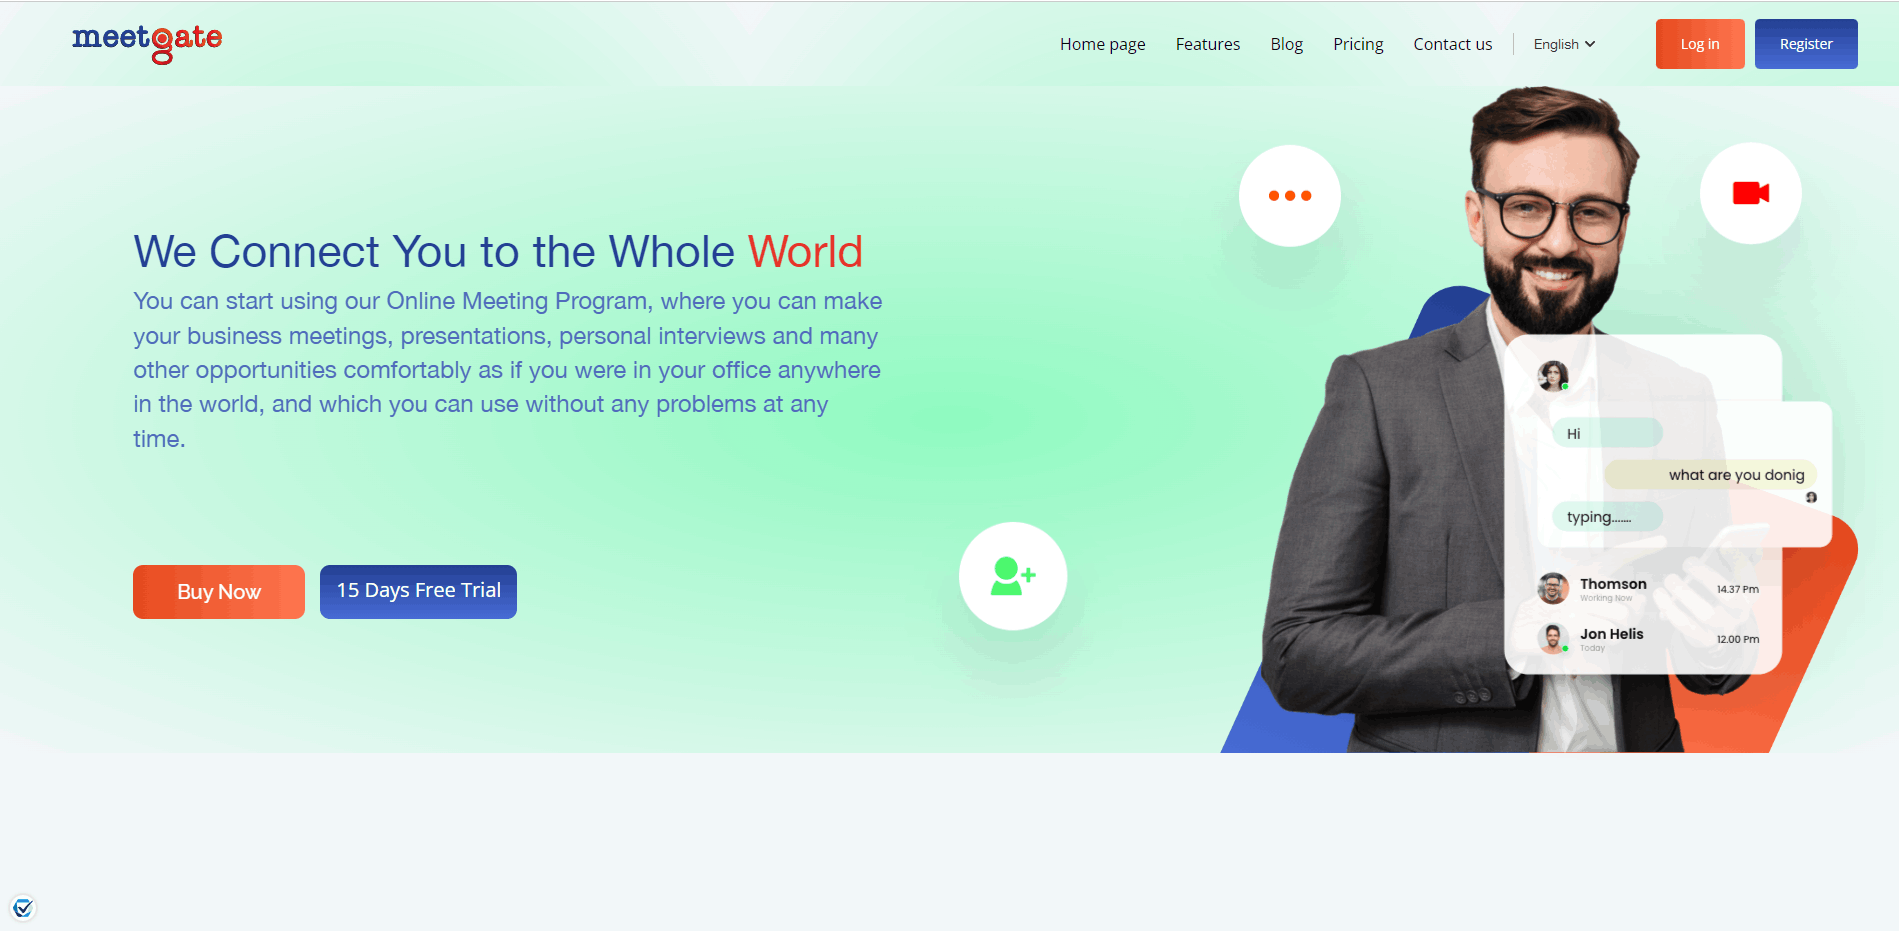 meetgate
Home page
Features
Blog
Pricing
Contact us
English
Log in
Register
We Connect You to the Whole World
You can start using our Online Meeting Program, where you can make
your business meetings, presentations, personal interviews and many
other opportunities comfortably as if you were in your office anywhere
in the world, and which you can use without any problems at any
time.
Buy Now
15 Days Free Trial
Hi
what are you donig
typing.......
Thomson
14.37 Pm
Working Now
Jon Helis
12.00 Pm
Today